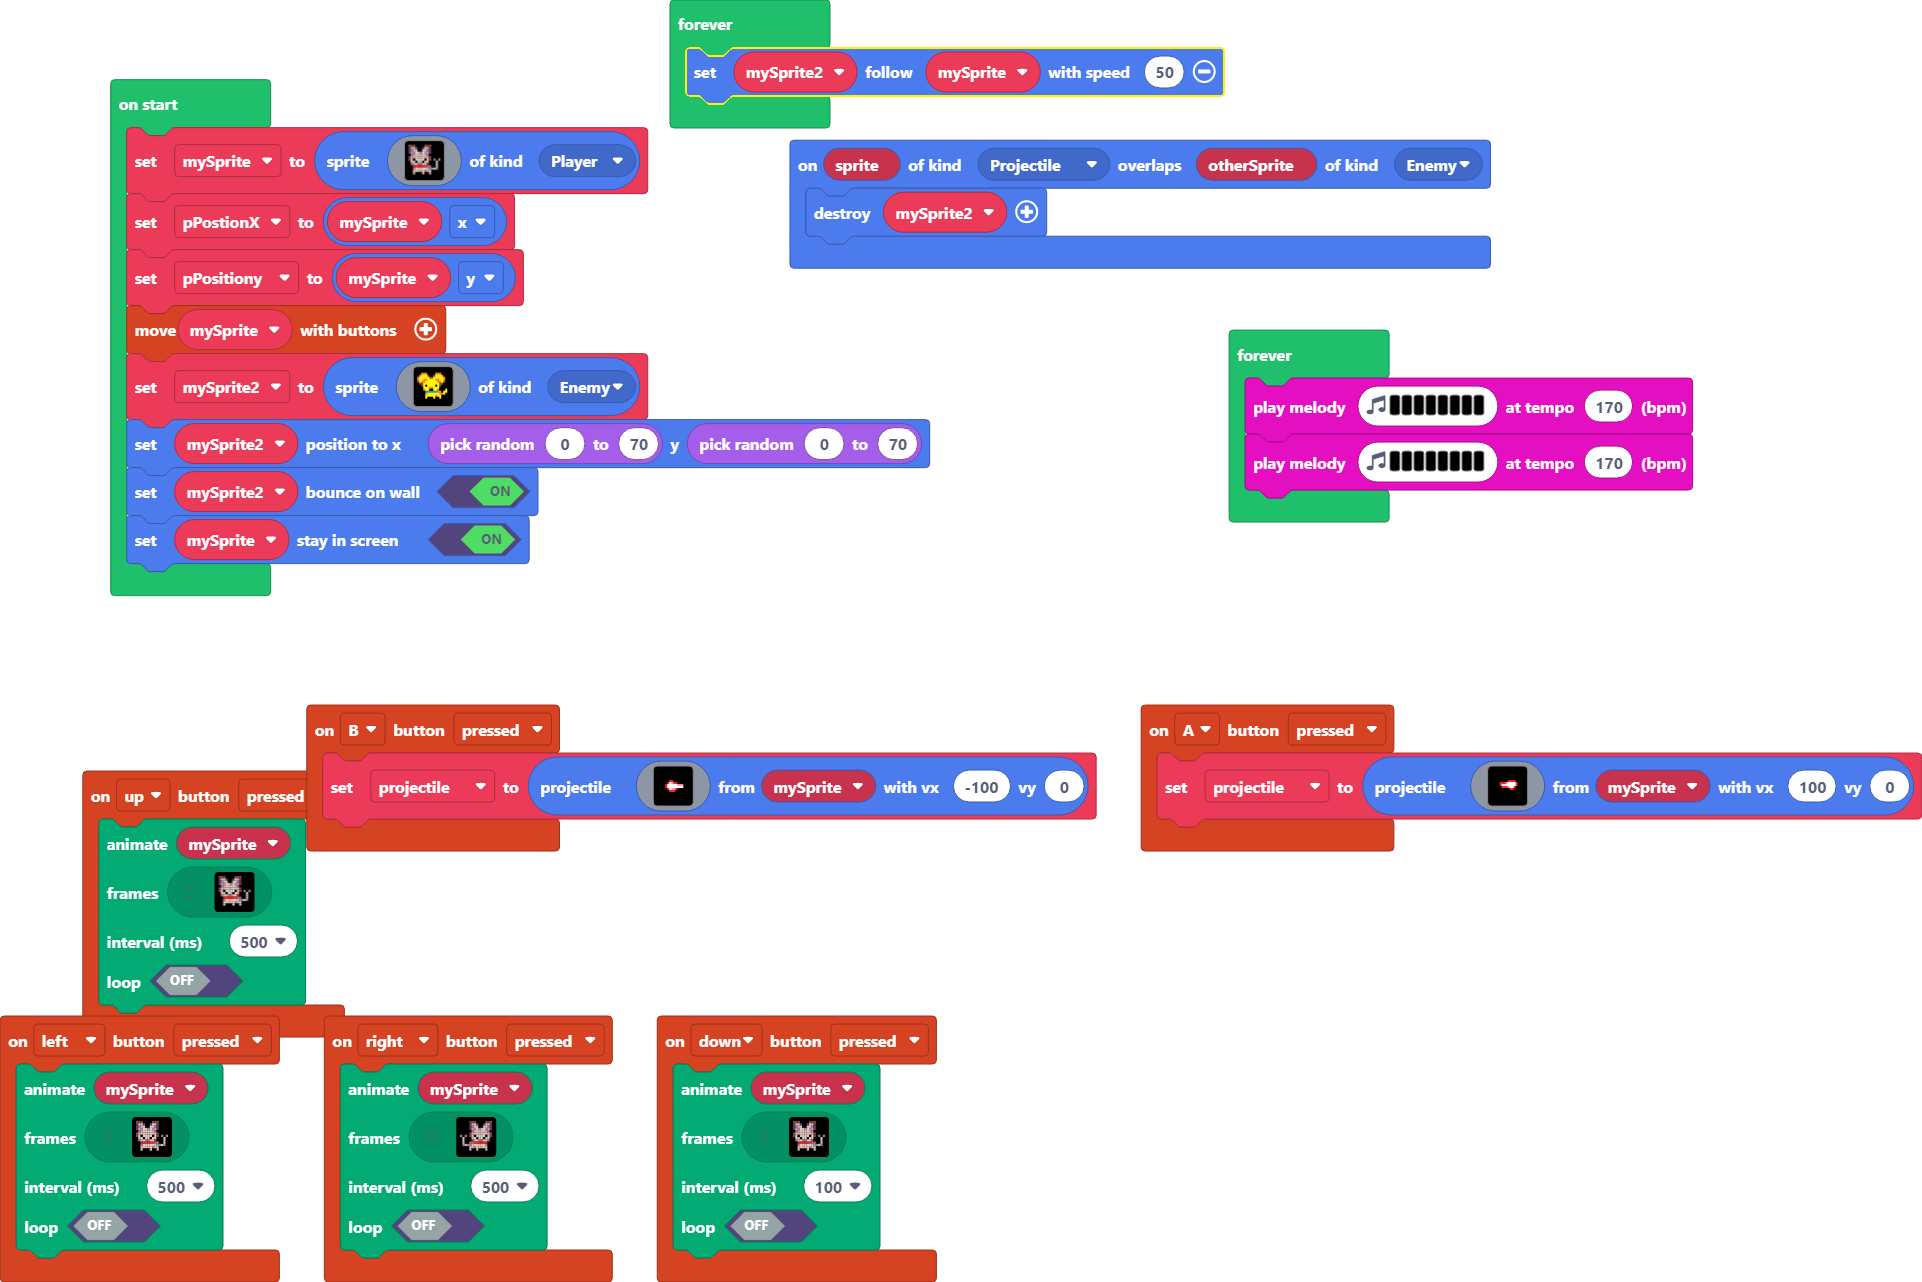 forever
set mySprite2 follow mySprite with speed 50
on start
set mySprite to sprite of kind Player
set pPostionX to mySprite x
set pPositiony to mySprite y
move mySprite with buttons
set mySprite2 to sprite of kind Enemy
set mySprite2 position to x pick random 0 to 70 y pick random 0 to 70
set mySprite2 bounce on wall ON
set mySprite stay in screen ON
on sprite of kind Projectile overlaps otherSprite of kind Enemy
destroy mySprite2
forever
play melody at tempo 170 (bpm)
play melody at tempo 170 (bpm)
on B button pressed
set projectile to projectile from mySprite with vx -100 vy 0
on A button pressed
set projectile to projectile from mySprite with vx 100 vy 0
on up button pressed
animate mySprite
frames
interval (ms) 500
loop OFF
on left button pressed
animate mySprite
frames
interval (ms) 500
loop OFF
on right button pressed
animate mySprite
frames
interval (ms) 500
loop OFF
on down button pressed
animate mySprite
frames
interval (ms) 100
loop OFF